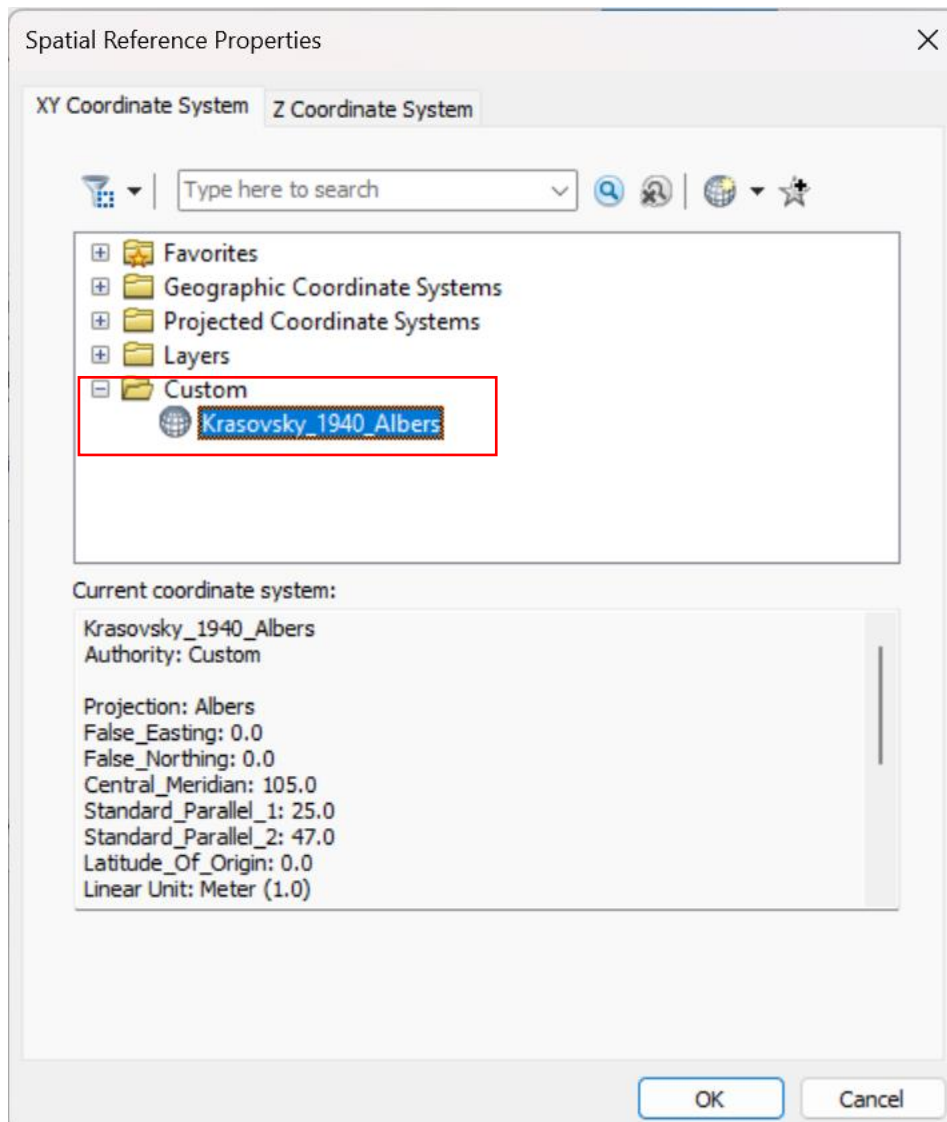 Spatial Reference Properties
XY Coordinate System Z Coordinate System
Type here to search
Favorites
Geographic Coordinate Systems
Projected Coordinate Systems
Layers
Custom
Krasovsky_1940_Albers
Current coordinate system:
Krasovsky_1940_Albers
Authority: Custom
Projection: Albers
False_Easting: 0.0
False_Northing: 0.0
Central_Meridian: 105.0
Standard_Parallel_1: 25.0
Standard_Parallel_2: 47.0
Latitude_Of_Origin: 0.0
Linear Unit: Meter (1.0)
OK Cancel